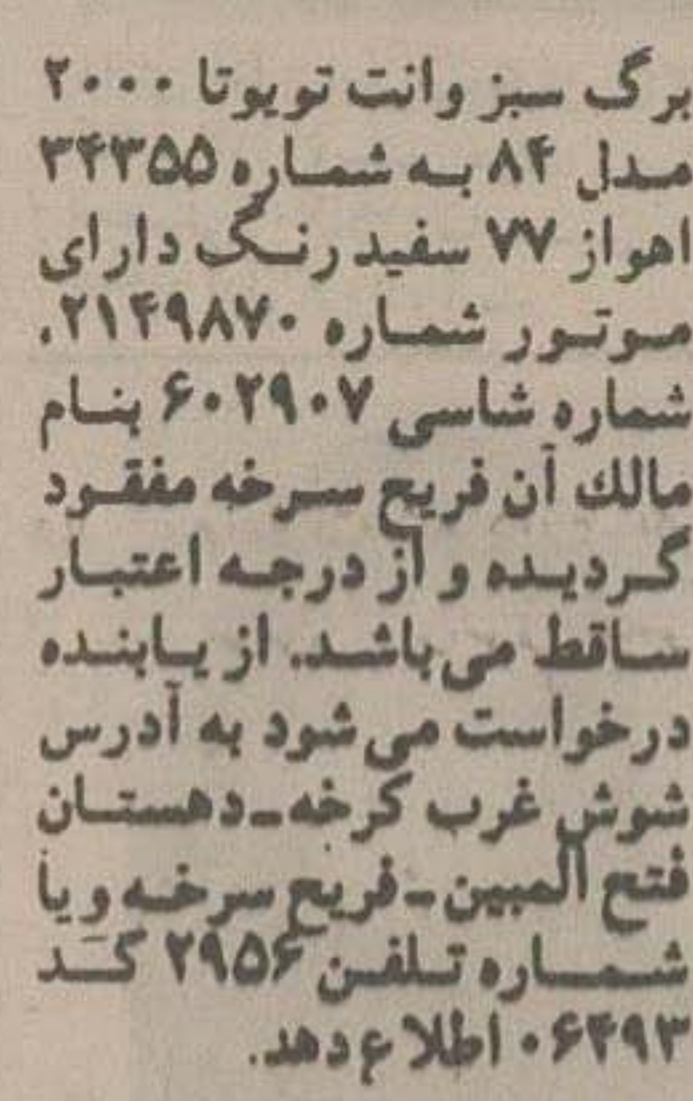 برگ سبز وانت تویوتا ۲۰۰۰
مدل ۸۴ به شماره ۳۴۳۵۵
اهواز ۷۷ سفید رنگ دارای
موتور شماره ۲۱۴۹۸۷۰،
شماره شاسی ۶۰۲۹۰۷ بنام
مالك آن فریح سرخه مفقود
گردیده و از درجه اعتبار
ساقط می‌باشد. از یابنده
درخواست می‌شود به آدرس
شوش غرب کرخه-دهستان
فتح المبین-فریح سرخه و یا
شماره تلفن ۲۹۵۶ کَد
۰۶۴۹۳ اطلاع دهد.